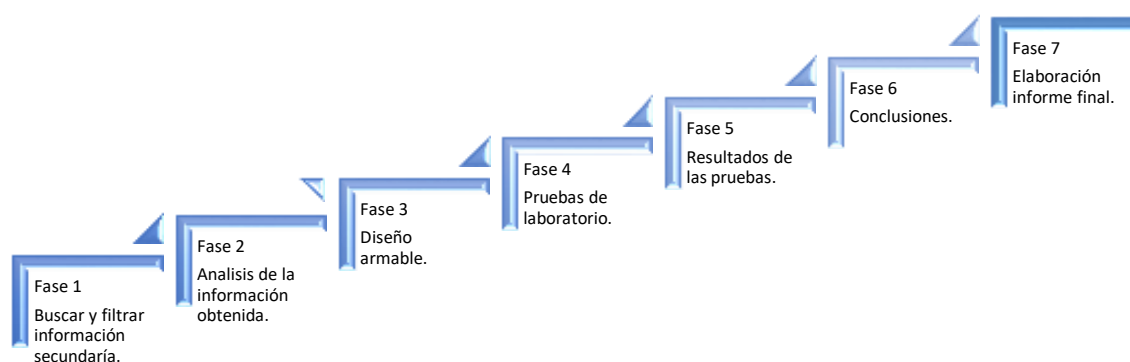 Fase 1
Buscar y filtrar
información
secundaría.
Fase 2
Analisis de la
información
obtenida.
Fase 3
Diseño
armable.
Fase 4
Pruebas de
laboratorio.
Fase 5
Resultados de
las pruebas.
Fase 6
Conclusiones.
Fase 7
Elaboración
informe final.